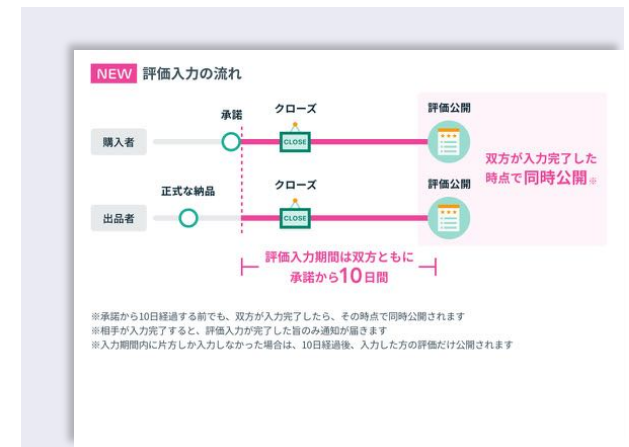 NEW 評価入力の流れ
承諾
クローズ
評価公開
購入者
CLOSE
双方が入力完了した
時点で同時公開※
正式な納品
クローズ
評価公開
出品者
CLOSE
評価入力期間は双方ともに
承諾から10日間
※承諾から10日経過する前でも、双方が入力完了したら、その時点で同時公開されます
※相手が入力完了すると、評価入力が完了した旨のみ通知が届きます
※入力期間内に片方しか入力しなかった場合は、10日経過後、入力した方の評価だけ公開されます